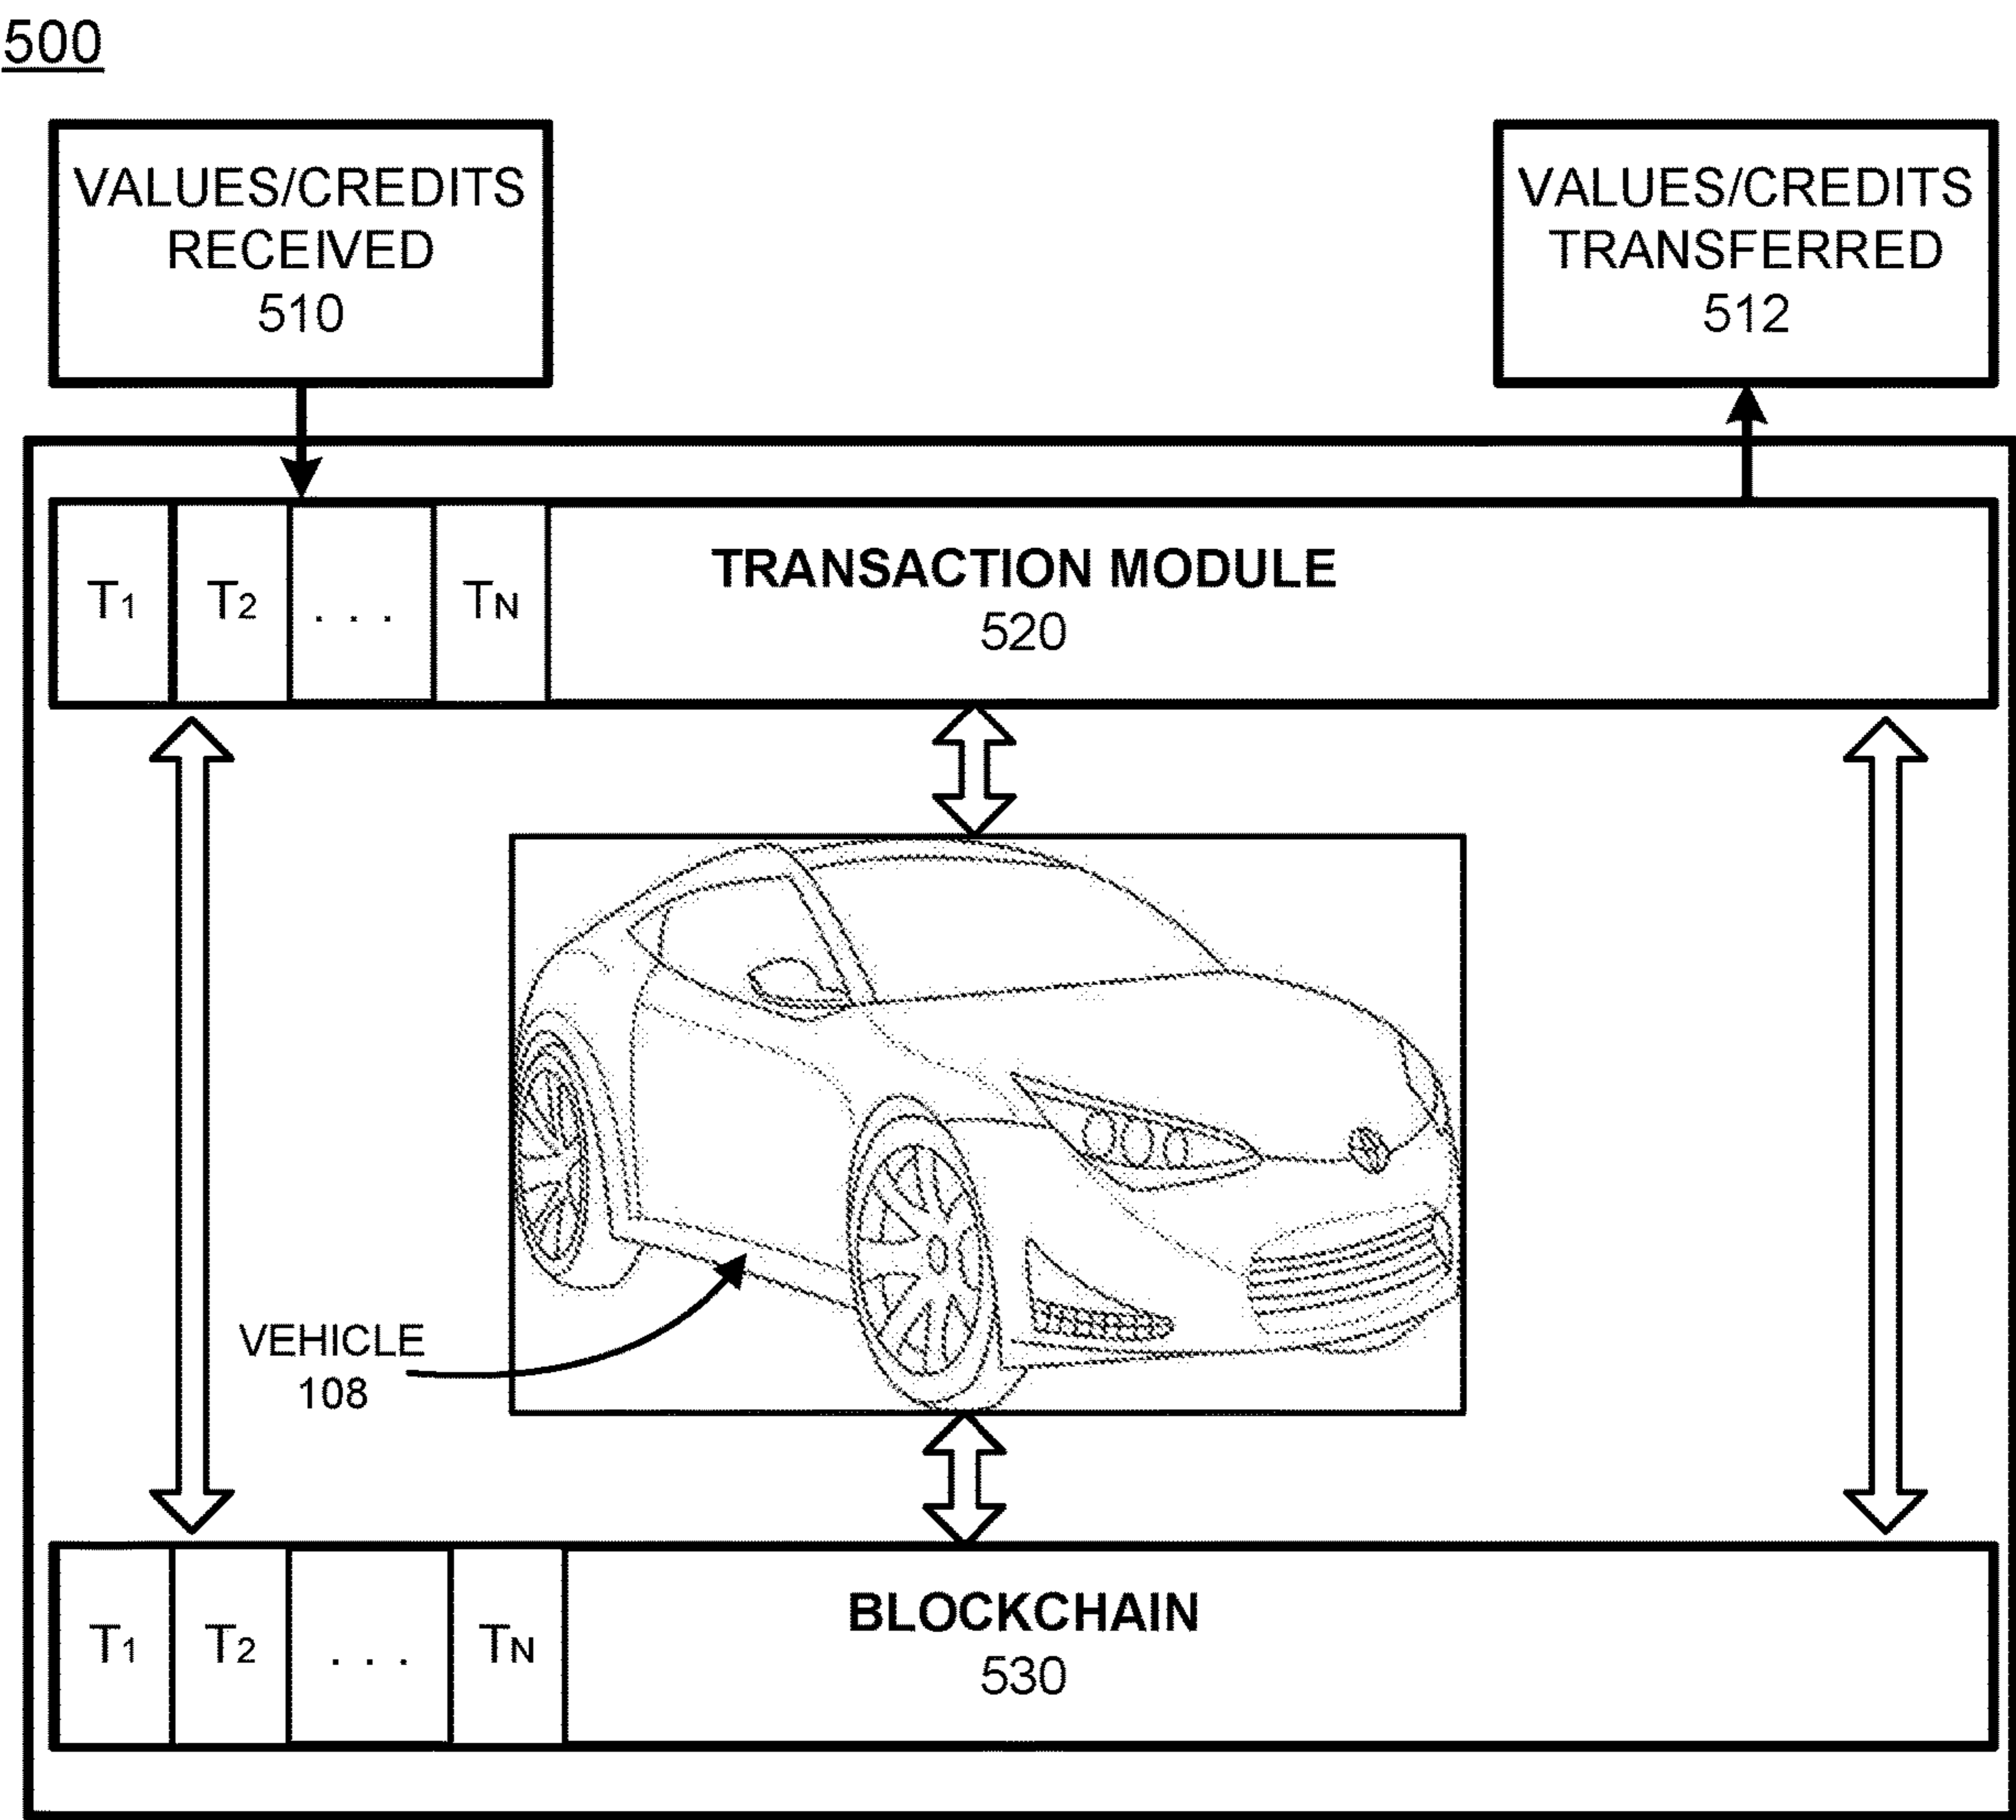 500
VALUES/CREDITS
RECEIVED
510
VALUES/CREDITS
TRANSFERRED
512
T1 T2 . . . TN
TRANSACTION MODULE
520
VEHICLE
108
T1 T2 . . . TN
BLOCKCHAIN
530